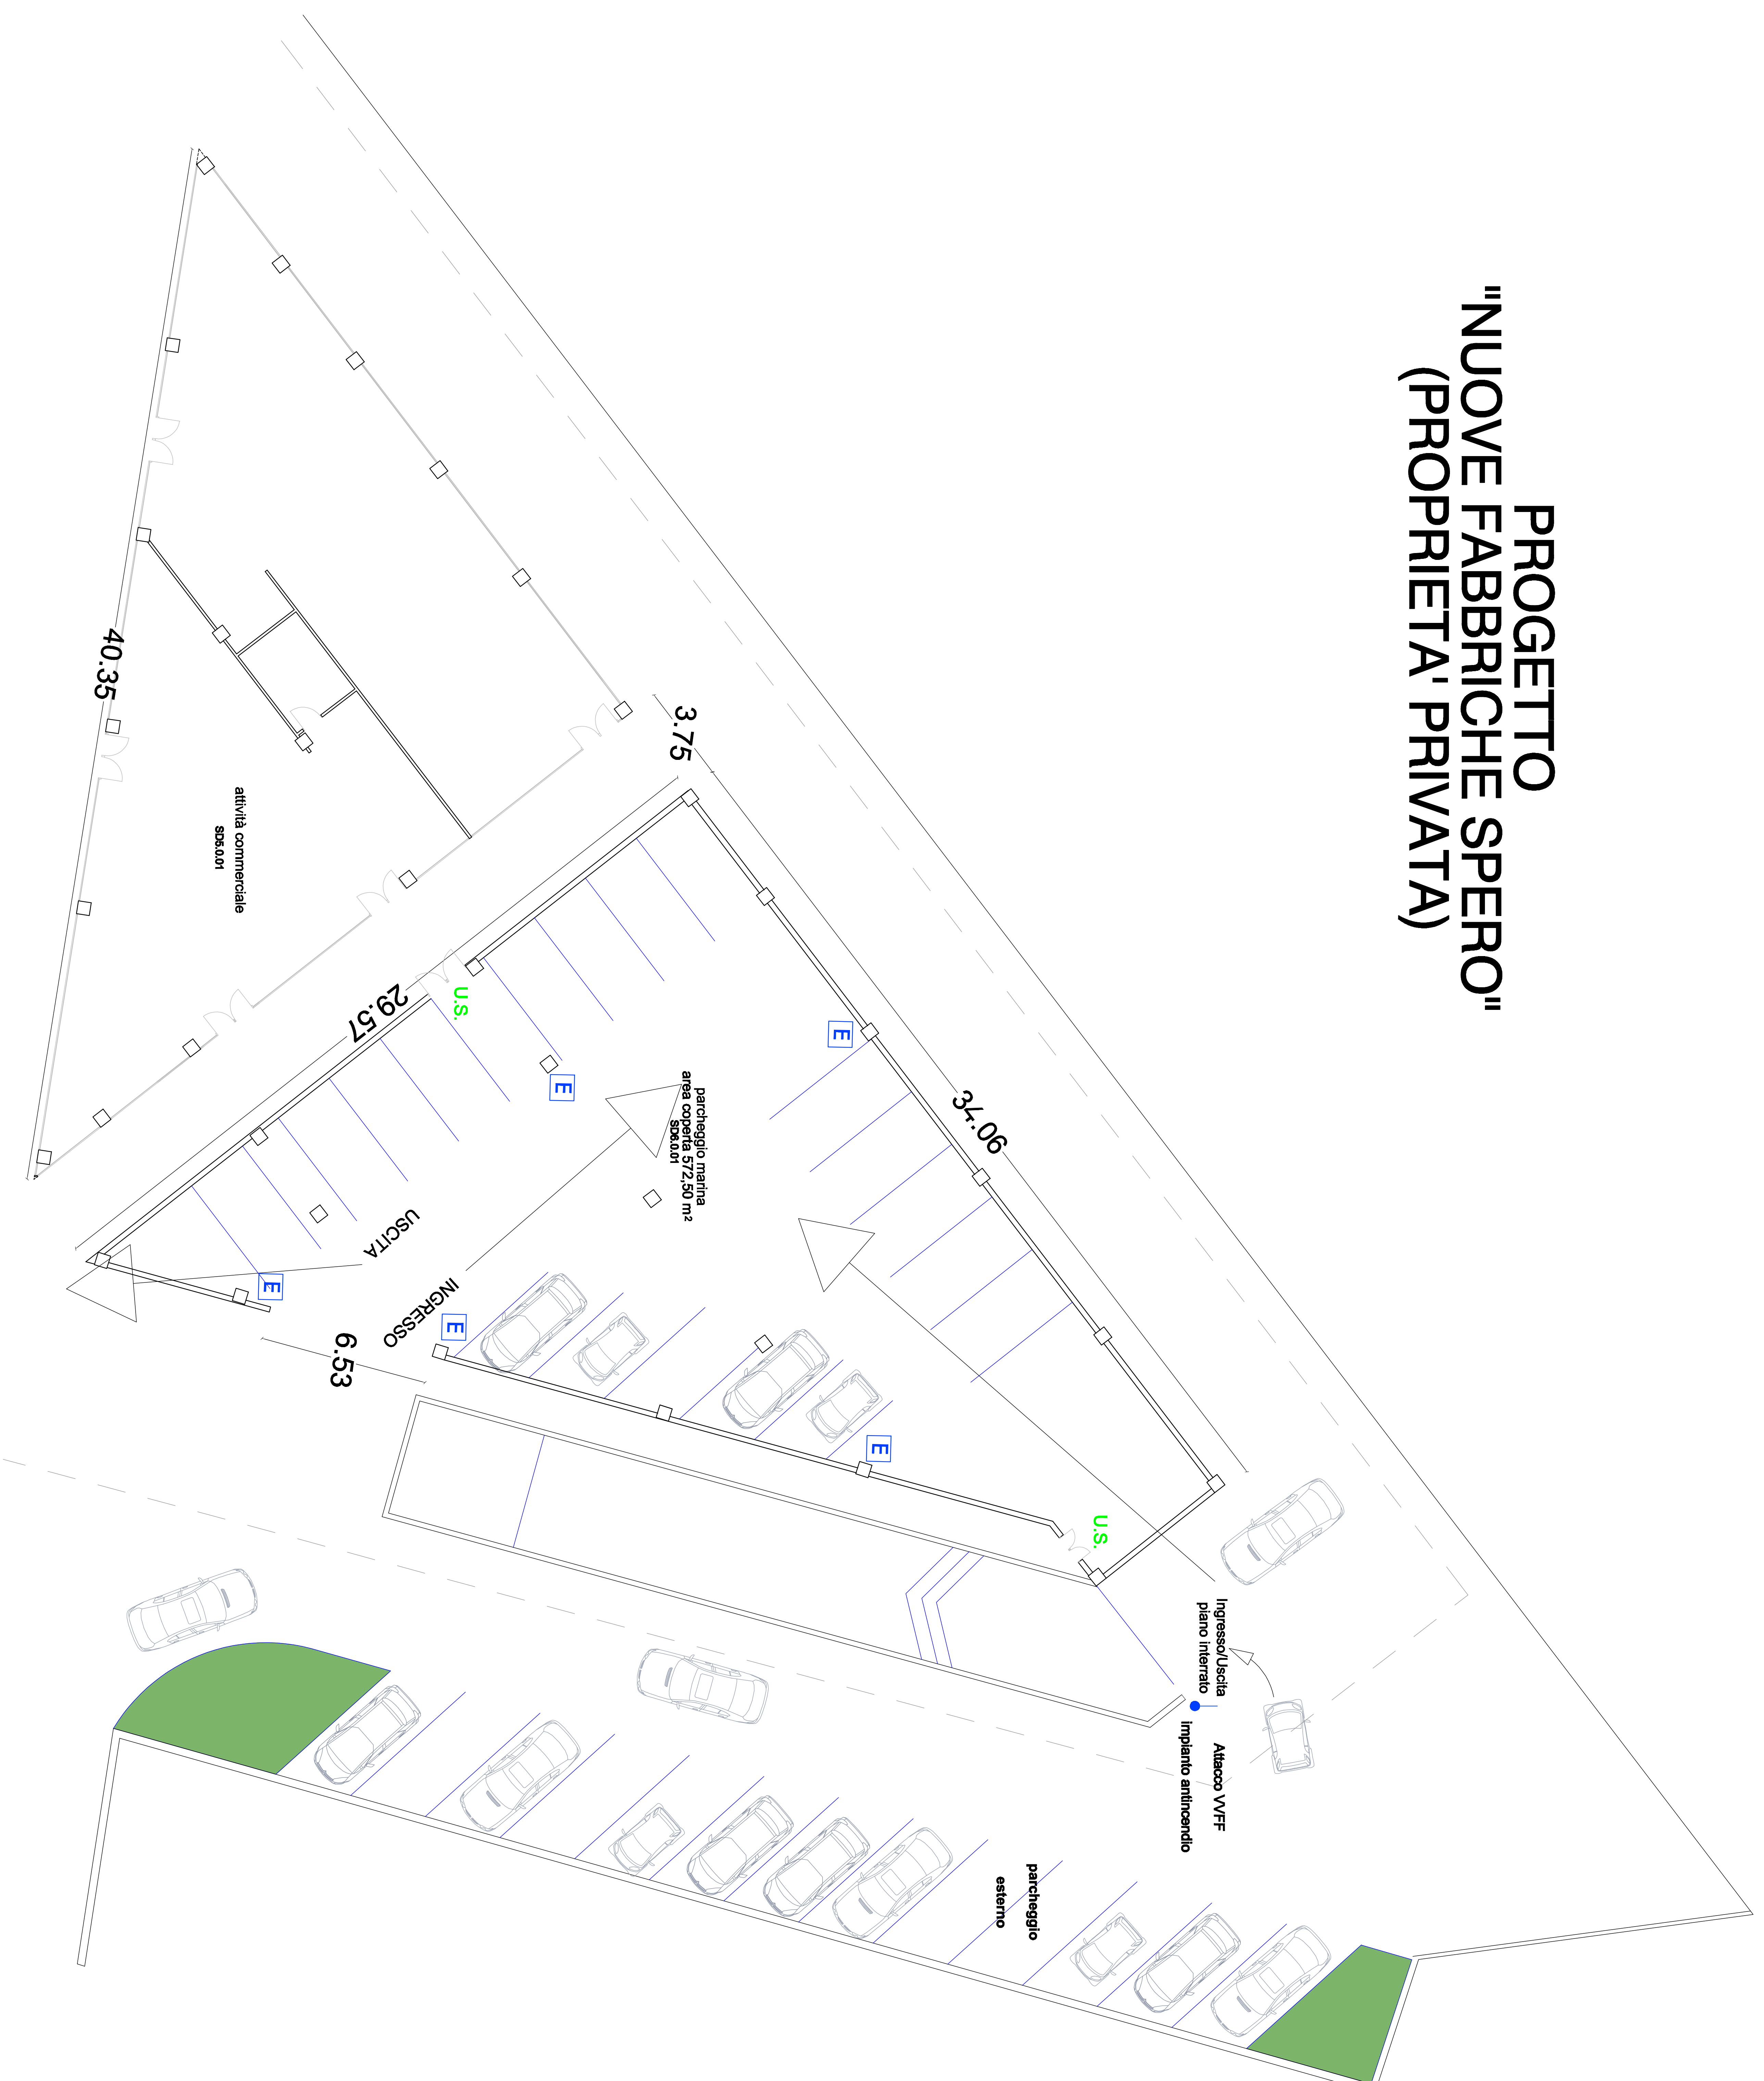 PROGETTO
"NUOVE FABBRICHE SPERO"
(PROPRIETA' PRIVATA)
40.35
attività commerciale
SD5.0.01
3.75
29.57
U.S.
E
E
34.06
parcheggio marina
area coperta 572,50 m²
SD6.0.01
USCITA
INGRESSO
E
E
6.53
E
U.S.
Ingresso/Uscita
piano interrato
Attacco VVFF
impianto antincendio
parcheggio
esterno